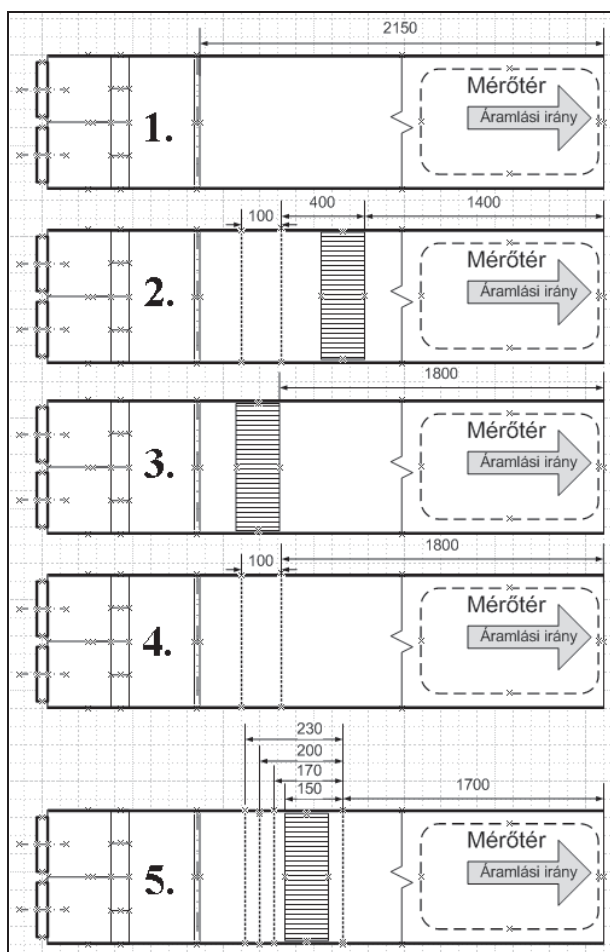 2150
1.
Mérőtér
Áramlási irány
100
400
1400
2.
Mérőtér
Áramlási irány
1800
3.
Mérőtér
Áramlási irány
100
1800
4.
Mérőtér
Áramlási irány
230
200
170
150
1700
5.
Mérőtér
Áramlási irány